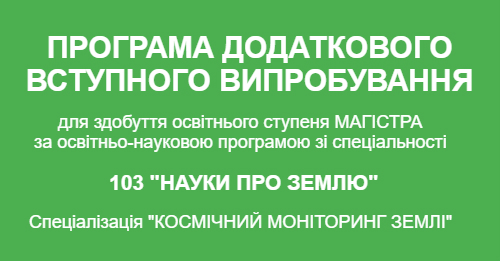 ПРОГРАМА ДОДАТКОВОГО
ВСТУПНОГО ВИПРОБУВАННЯ
для здобуття освітнього ступеня МАГІСТРА
за освітньо-науковою програмою зі спеціальності
103 "НАУКИ ПРО ЗЕМЛЮ"
Спеціалізація "КОСМІЧНИЙ МОНІТОРИНГ ЗЕМЛІ"